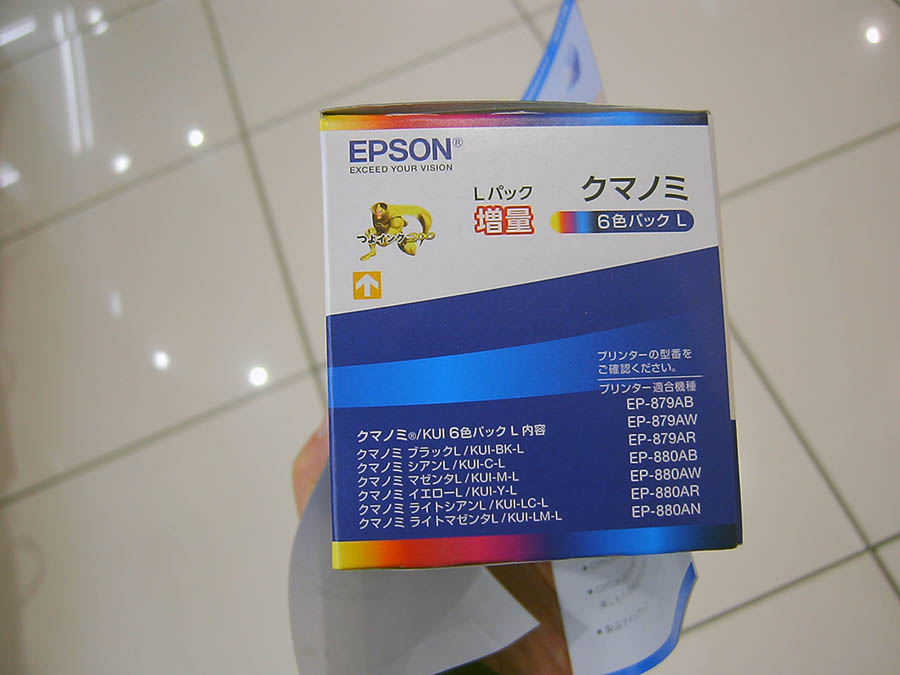 EPSON®
EXCEED YOUR VISION
Lパック
増量
クマノミ
6色パック L
つよインク200
プリンターの型番を
ご確認ください。
プリンター適合機種
EP-879AB
EP-879AW
EP-879AR
EP-880AB
EP-880AW
EP-880AR
EP-880AN
クマノミ®/KUI 6色パック L 内容
クマノミ ブラックL/KUI-BK-L
クマノミ シアンL/KUI-C-L
クマノミ マゼンタL/KUI-M-L
クマノミ イエローL/KUI-Y-L
クマノミ ライトシアンL/KUI-LC-L
クマノミ ライトマゼンタL/KUI-LM-L